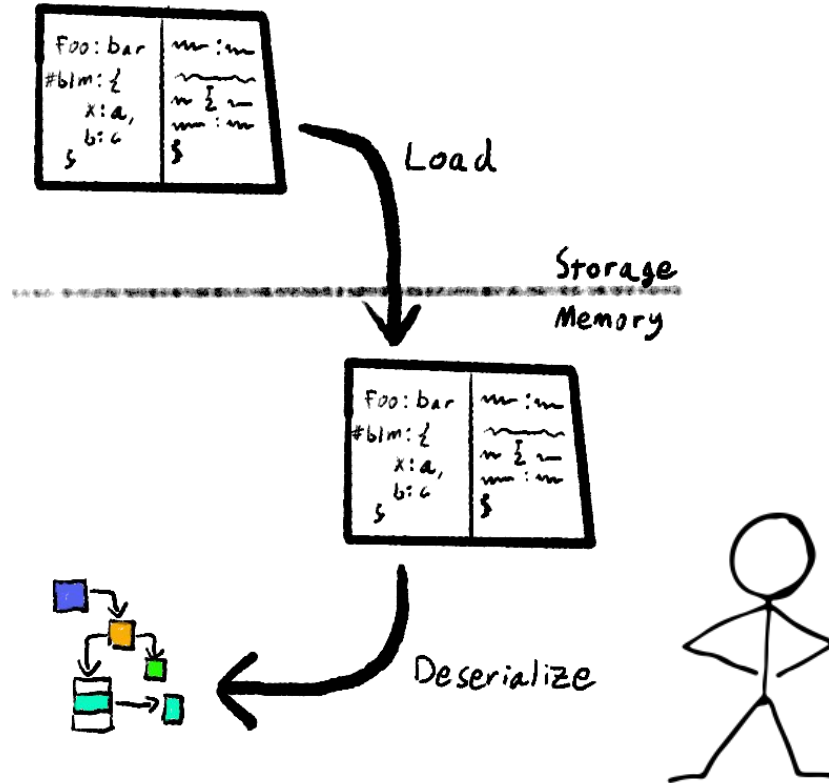 Foo: bar
#blm: {
x: a,
b: c
}
Load
Storage
Memory
Foo: bar
#blm: {
x: a,
b: c
}
Deserialize